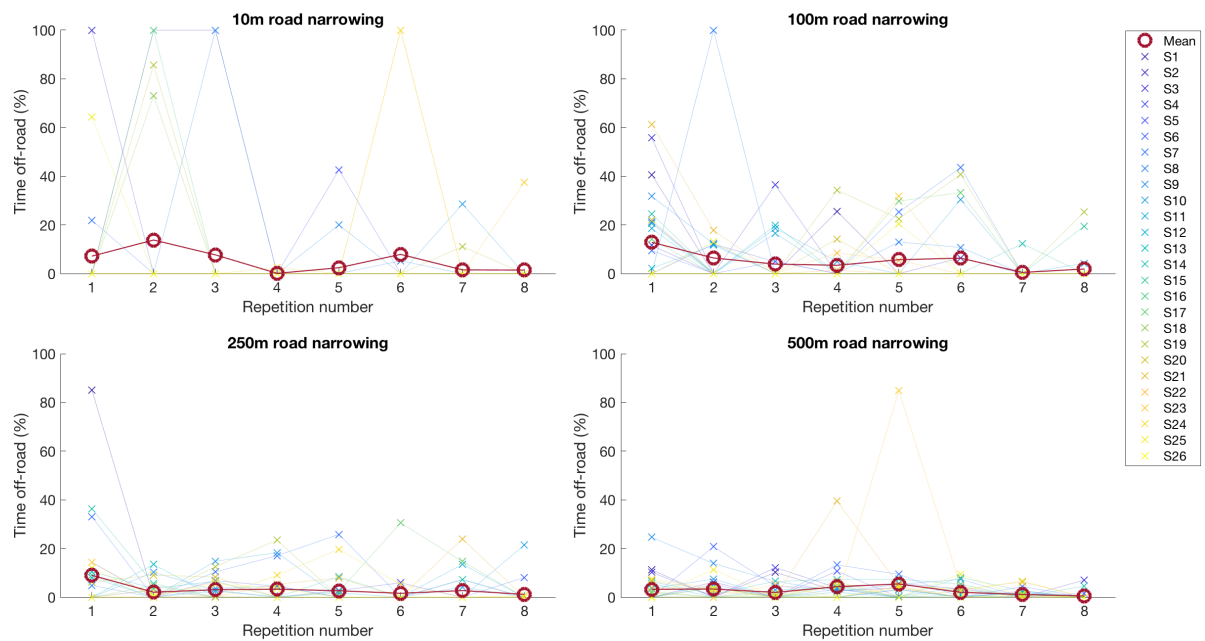 10m road narrowing
100
80
60
40
20
0
Time off-road (%)
1 2 3 4 5 6 7 8
Repetition number
100m road narrowing
100
80
60
40
20
0
Time off-road (%)
1 2 3 4 5 6 7 8
Repetition number
Mean
S1
S2
S3
S4
S5
S6
S7
S8
S9
S10
S11
S12
S13
S14
S15
S16
S17
S18
S19
S20
S21
S22
S23
S24
S25
S26
250m road narrowing
100
80
60
40
20
0
Time off-road (%)
1 2 3 4 5 6 7 8
Repetition number
500m road narrowing
100
80
60
40
20
0
Time off-road (%)
1 2 3 4 5 6 7 8
Repetition number